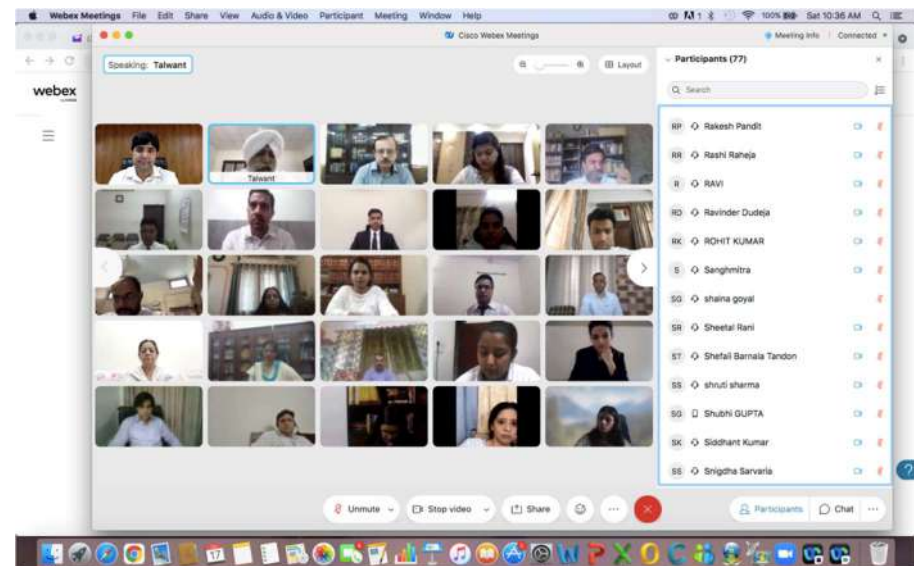 Webex Meetings File Edit Share View Audio & Video Participant Meeting Window Help 1 100% Sat 10:36 AM
Cisco Webex Meetings Meeting Info Connected
Speaking: Talwant Layout Participants (77)
webex Search
Talwant
RP Rakesh Pandit
RR Rashi Raheja
R RAVI
RD Ravinder Dudeja
RK ROHIT KUMAR
S Sanghmitra
SG shaina goyal
SR Sheetal Rani
ST Shefali Barnala Tandon
SS shruti sharma
SG Shubhi GUPTA
SK Siddhant Kumar
SS Snigdha Sarvaria
Unmute Stop video Share Participants Chat
17